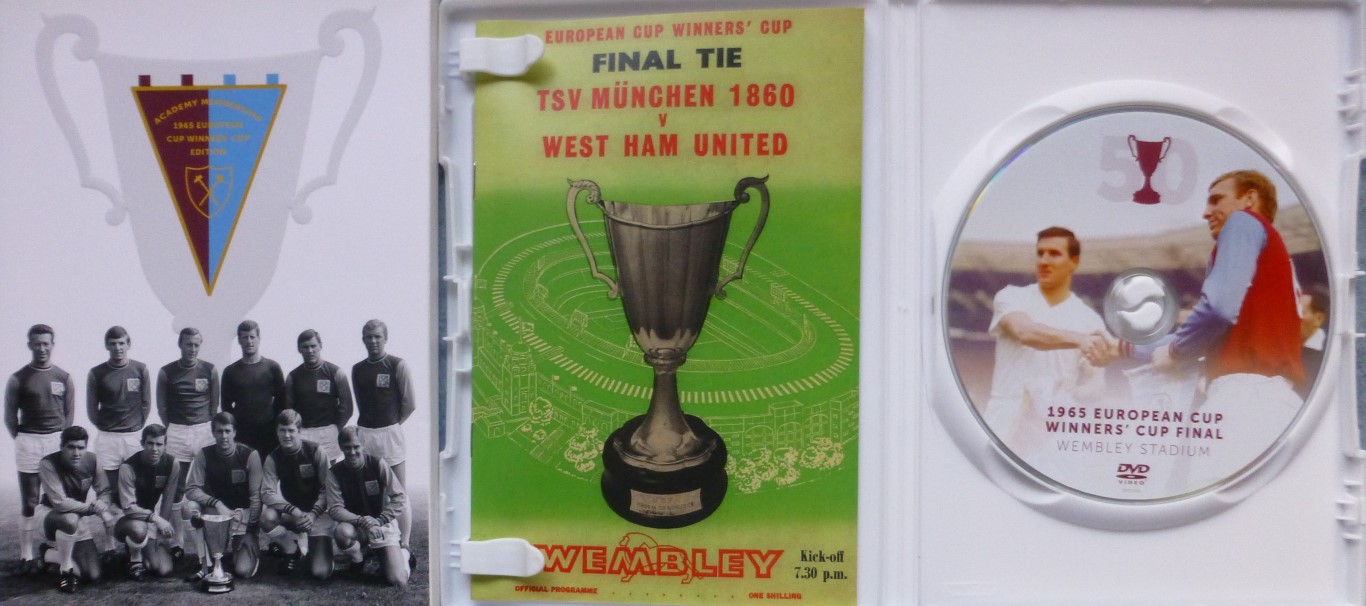 ACADEMY MEMBERSHIP
1965 EUROPEAN
CUP WINNERS' CUP
EDITION
EUROPEAN CUP WINNERS' CUP
FINAL TIE
TSV MÜNCHEN 1860
V
WEST HAM UNITED
WEMBLEY
Kick-off
7.30 p.m.
OFFICIAL PROGRAMME
ONE SHILLING
50
1965 EUROPEAN CUP
WINNERS' CUP FINAL
WEMBLEY STADIUM
DVD
VIDEO